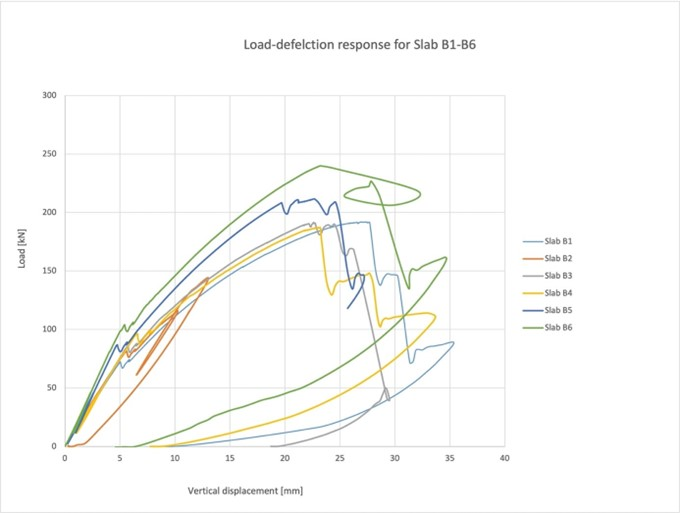 Load-defelction response for Slab B1-B6
300
250
200
150
100
50
0
Load [kN]
0 5 10 15 20 25 30 35 40
Vertical displacement [mm]
Slab B1
Slab B2
Slab B3
Slab B4
Slab B5
Slab B6